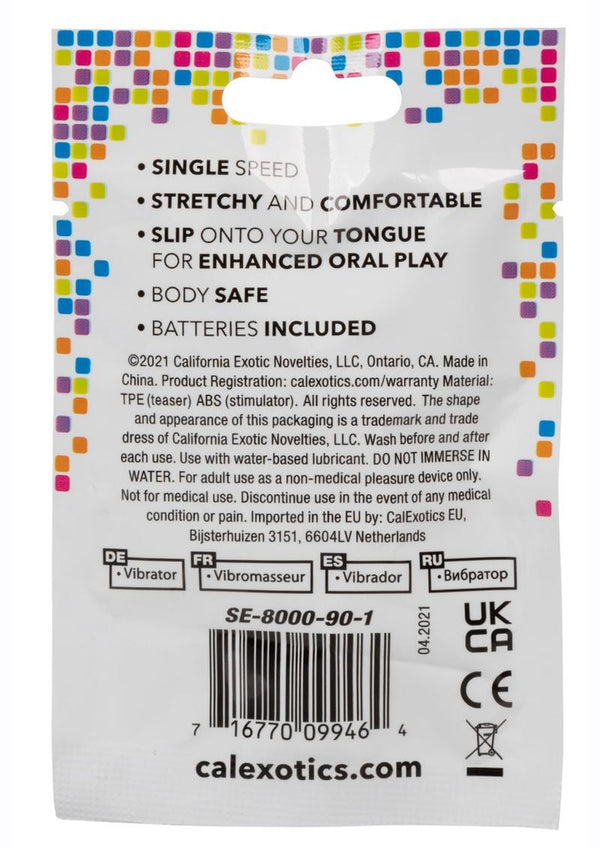 • SINGLE SPEED
• STRETCHY AND COMFORTABLE
• SLIP ONTO YOUR TONGUE
FOR ENHANCED ORAL PLAY
• BODY SAFE
• BATTERIES INCLUDED
©2021 California Exotic Novelties, LLC, Ontario, CA. Made in
China. Product Registration: calexotics.com/warranty Material:
TPE (teaser) ABS (stimulator). All rights reserved. The shape
and appearance of this packaging is a trademark and trade
dress of California Exotic Novelties, LLC. Wash before and after
each use. Use with water-based lubricant. DO NOT IMMERSE IN
WATER. For adult use as a non-medical pleasure device only.
Not for medical use. Discontinue use in the event of any medical
condition or pain. Imported in the EU by: CalExotics EU,
Bijsterhuizen 3151, 6604LV Netherlands
DE • Vibrator
FR • Vibromasseur
ES • Vibrador
RU • Вибратор
SE-8000-90-1
04.2021
UK
CA
CE
7 16770 09946 4
calexotics.com